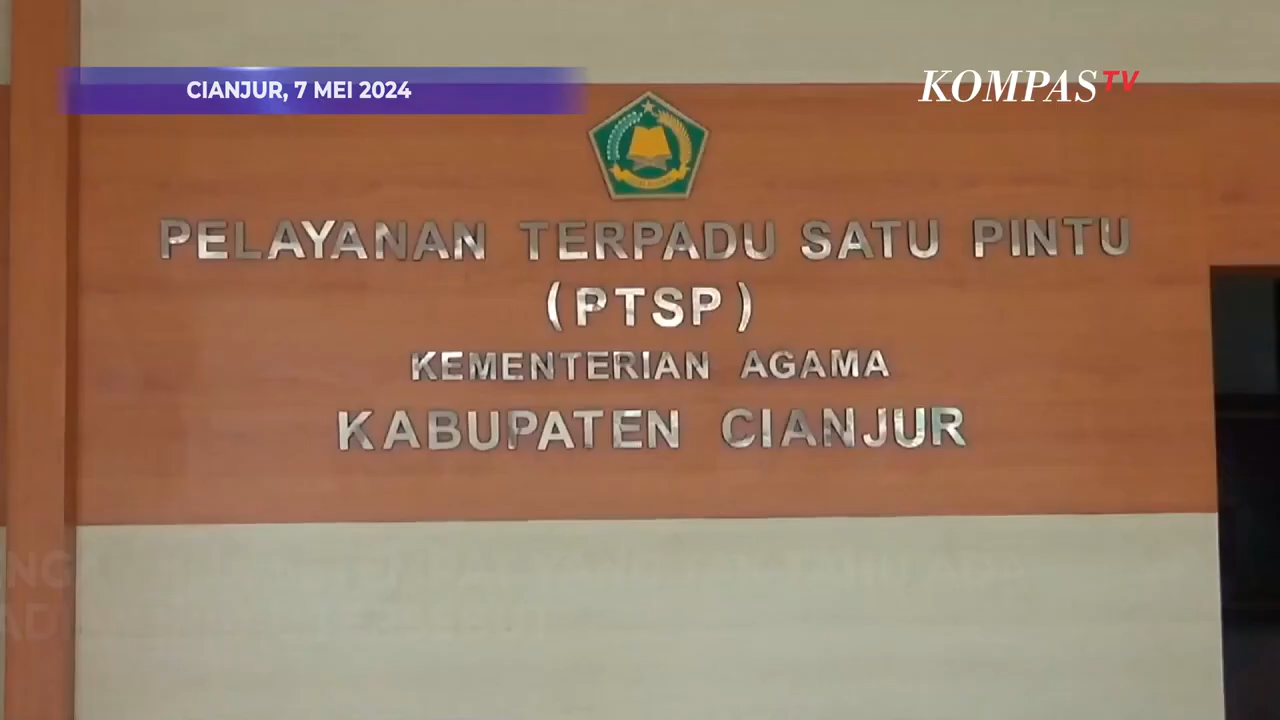 CIANJUR, 7 MEI 2024
KOMPAS TV
PELAYANAN TERPADU SATU PINTU
(PTSP)
KEMENTERIAN AGAMA
KABUPATEN CIANJUR